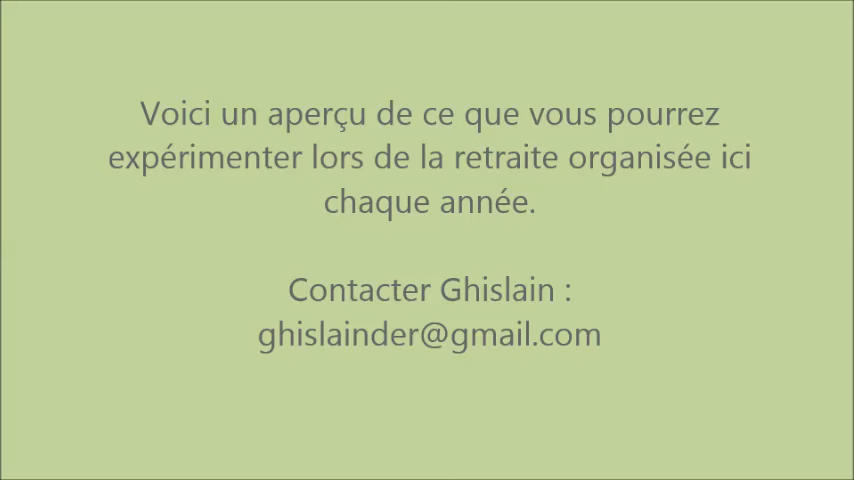 Voici un aperçu de ce que vous pourrez
expérimenter lors de la retraite organisée ici
chaque année.
Contacter Ghislain :
ghislainder@gmail.com